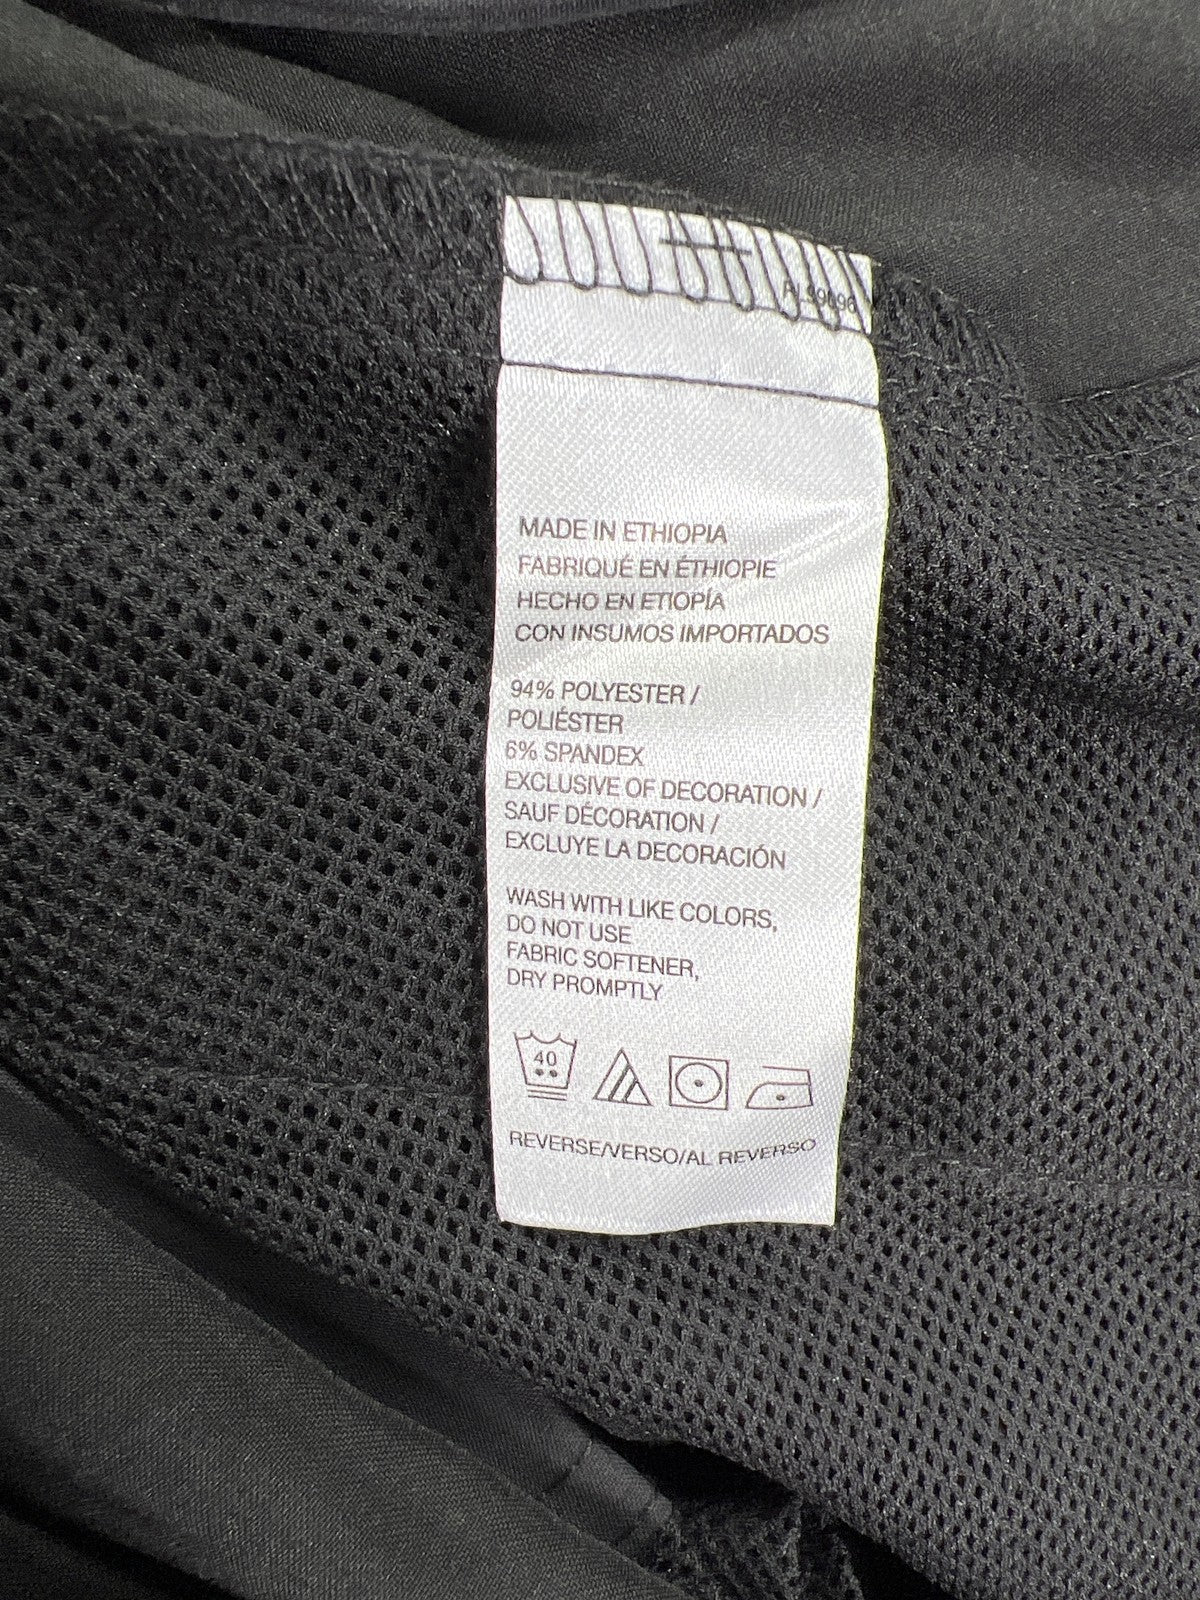 MADE IN ETHIOPIA
FABRIQUÉ EN ÉTHIOPIE
HECHO EN ETIOPÍA
CON INSUMOS IMPORTADOS
94% POLYESTER /
POLIÉSTER
6% SPANDEX
EXCLUSIVE OF DECORATION /
SAUF DÉCORATION /
EXCLUYE LA DECORACIÓN
WASH WITH LIKE COLORS,
DO NOT USE
FABRIC SOFTENER,
DRY PROMPTLY
40
REVERSE/VERSO/AL REVERSO